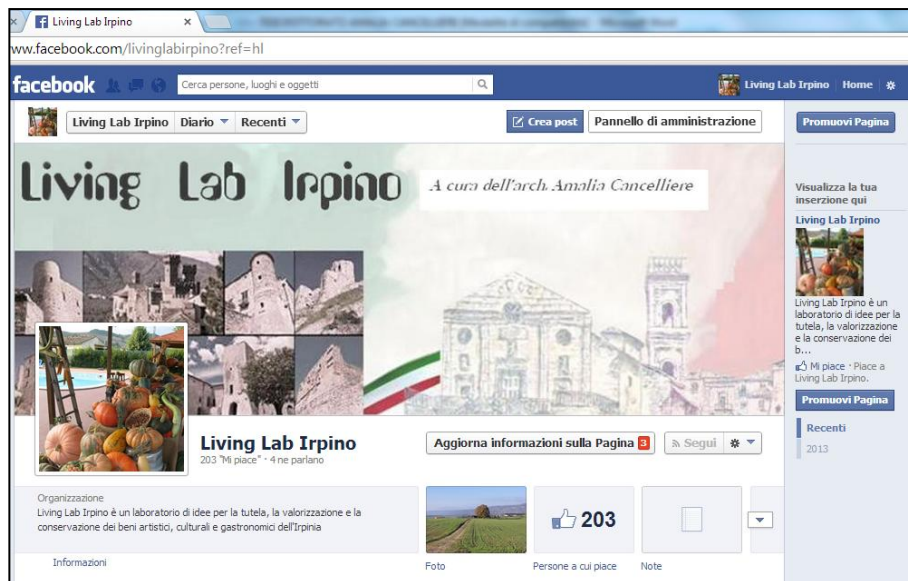 Living Lab Irpino
ww.facebook.com/livinglabirpino?ref=hl
facebook Cerca persone, luoghi e oggetti Living Lab Irpino Home
Living Lab Irpino Diario Recenti Crea post Pannello di amministrazione Promuovi Pagina
Living Lab Irpino A cura dell'arch. Amalia Cancelliere
Visualizza la tua
inserzione qui
Living Lab Irpino
Living Lab Irpino è un
laboratorio di idee per la
tutela, la valorizzazione
e la conservazione dei
b...
Mi piace · Piace a
Living Lab Irpino.
Promuovi Pagina
Recenti
2013
Living Lab Irpino Aggiorna informazioni sulla Pagina 3 Segui
203 "Mi piace" · 4 ne parlano
Organizzazione
Living Lab Irpino è un laboratorio di idee per la tutela, la valorizzazione e la
conservazione dei beni artistici, culturali e gastronomici dell'Irpinia
203
Informazioni Foto Persone a cui piace Note